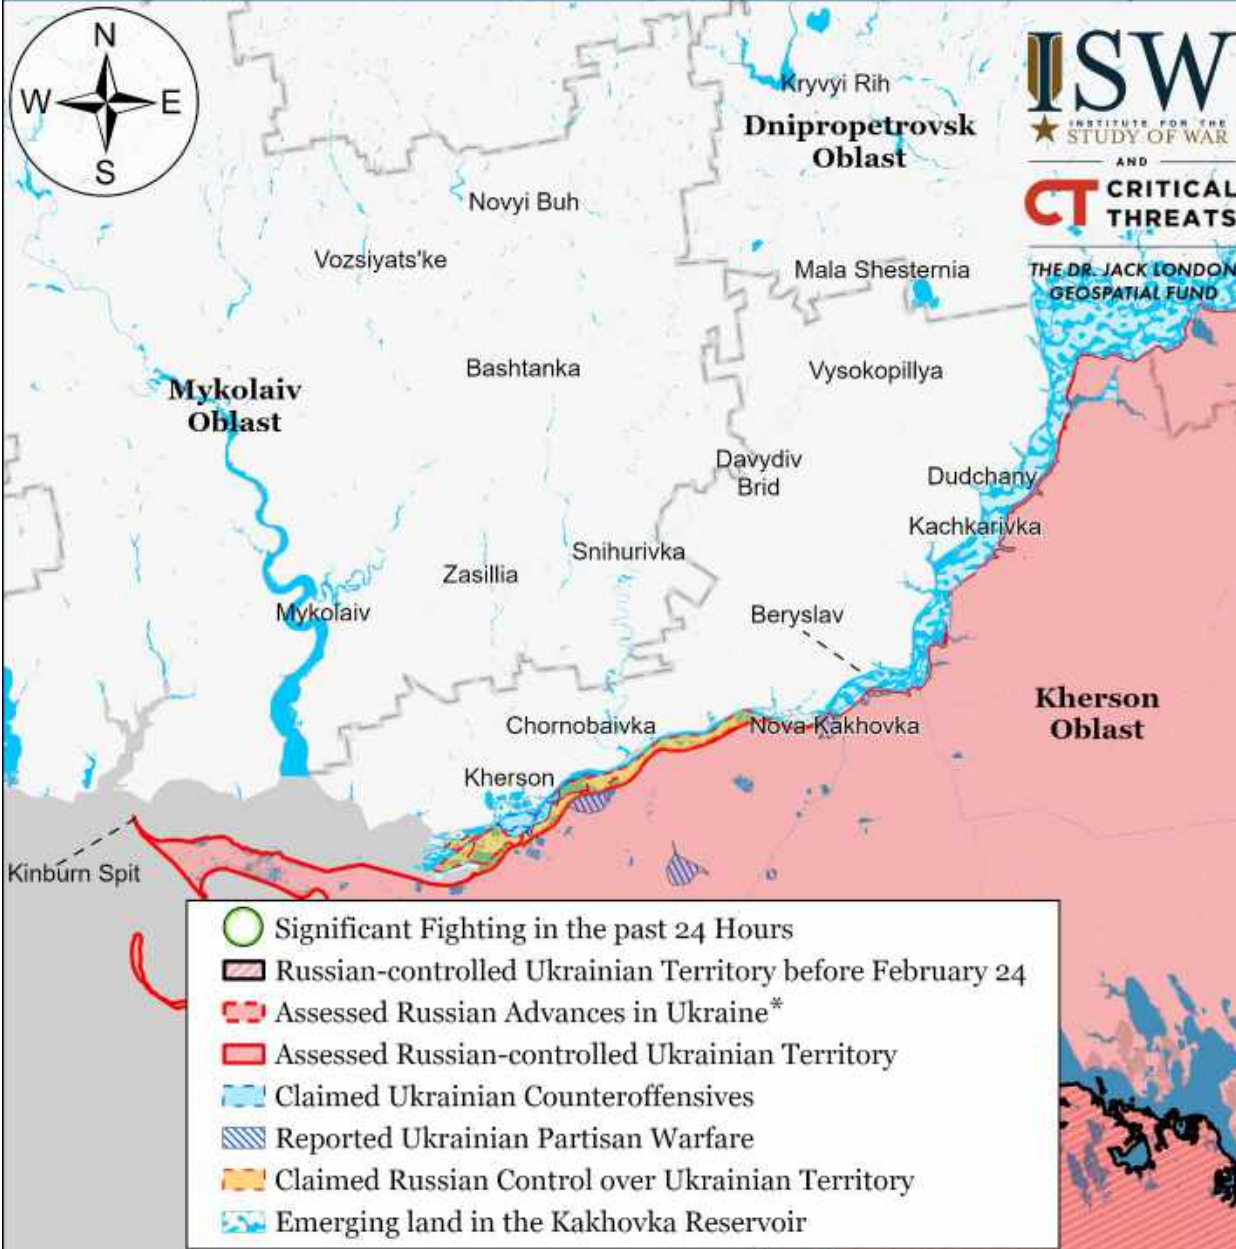 N
W E
S
ISW
INSTITUTE FOR THE
STUDY OF WAR
AND
CT CRITICAL
THREATS
THE DR. JACK LONDON
GEOSPATIAL FUND
Kryvyi Rih
Dnipropetrovsk
Oblast
Novyi Buh
Vozsiyats'ke
Mala Shesternia
Bashtanka
Vysokopillya
Mykolaiv
Oblast
Davydiv
Brid
Dudchany
Kachkarivka
Snihurivka
Zasillia
Mykolaiv
Beryslav
Kherson
Oblast
Chornobaivka
Nova Kakhovka
Kherson
Kinburn Spit
Significant Fighting in the past 24 Hours
Russian-controlled Ukrainian Territory before February 24
Assessed Russian Advances in Ukraine*
Assessed Russian-controlled Ukrainian Territory
Claimed Ukrainian Counteroffensives
Reported Ukrainian Partisan Warfare
Claimed Russian Control over Ukrainian Territory
Emerging land in the Kakhovka Reservoir